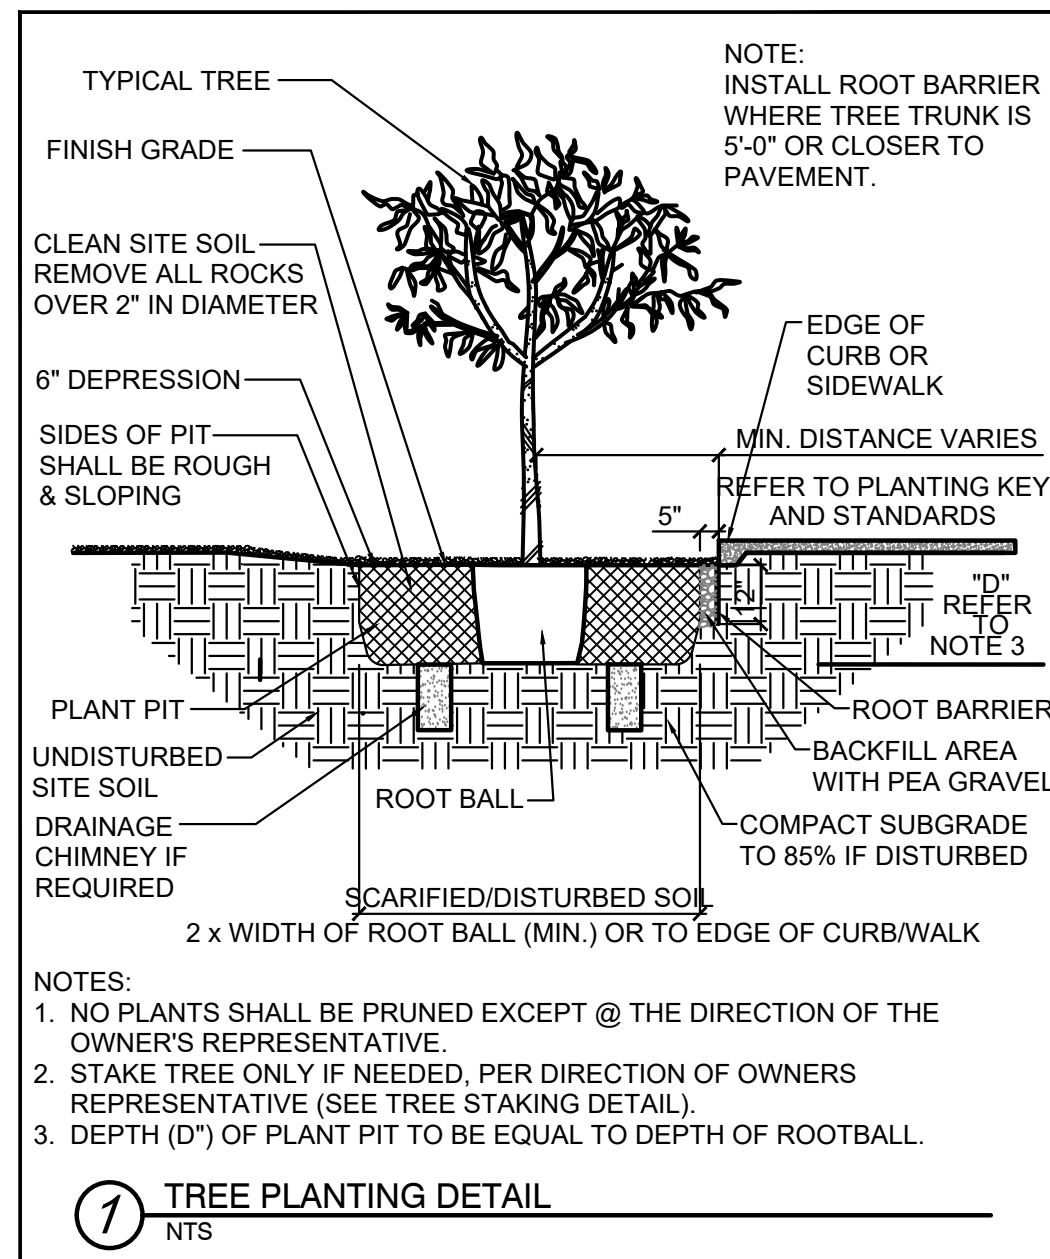 NOTE:
INSTALL ROOT BARRIER
WHERE TREE TRUNK IS
5'-0" OR CLOSER TO
PAVEMENT.
TYPICAL TREE
FINISH GRADE
CLEAN SITE SOIL
REMOVE ALL ROCKS
OVER 2" IN DIAMETER
6" DEPRESSION
SIDES OF PIT
SHALL BE ROUGH
& SLOPING
EDGE OF
CURB OR
SIDEWALK
MIN. DISTANCE VARIES
REFER TO PLANTING KEY
AND STANDARDS
5"
12"
"D"
REFER
TO
NOTE 3
PLANT PIT
UNDISTURBED
SITE SOIL
DRAINAGE
CHIMNEY IF
REQUIRED
ROOT BALL
ROOT BARRIER
BACKFILL AREA
WITH PEA GRAVEL
COMPACT SUBGRADE
TO 85% IF DISTURBED
SCARIFIED/DISTURBED SOIL
2 x WIDTH OF ROOT BALL (MIN.) OR TO EDGE OF CURB/WALK
NOTES:
1. NO PLANTS SHALL BE PRUNED EXCEPT @ THE DIRECTION OF THE
OWNER'S REPRESENTATIVE.
2. STAKE TREE ONLY IF NEEDED, PER DIRECTION OF OWNERS
REPRESENTATIVE (SEE TREE STAKING DETAIL).
3. DEPTH (D") OF PLANT PIT TO BE EQUAL TO DEPTH OF ROOTBALL.
1 TREE PLANTING DETAIL
NTS